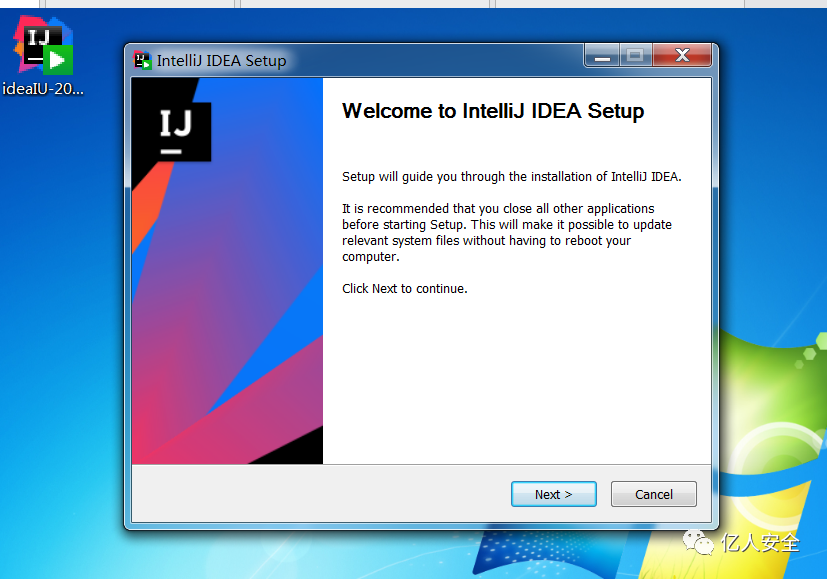 IJ
ideaIU-20...
IntelliJ IDEA Setup
IJ
Welcome to IntelliJ IDEA Setup
Setup will guide you through the installation of IntelliJ IDEA.
It is recommended that you close all other applications
before starting Setup. This will make it possible to update
relevant system files without having to reboot your
computer.
Click Next to continue.
Next >
Cancel
亿人安全